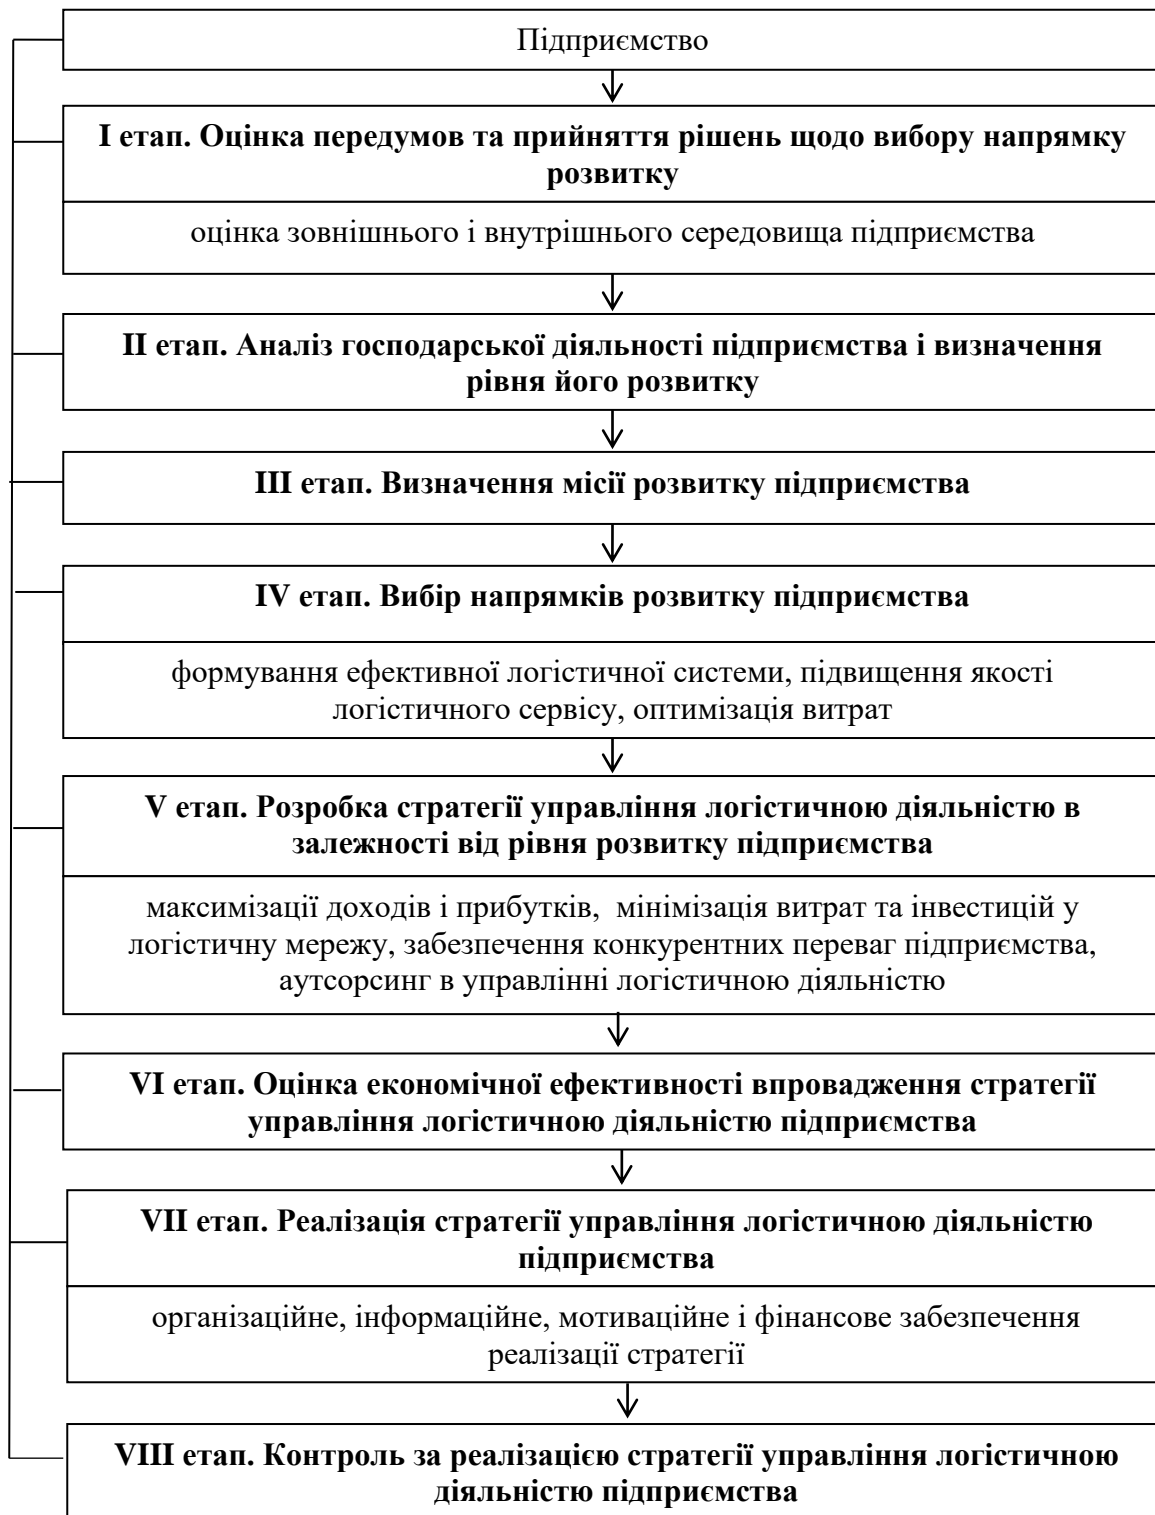 Підприємство
І етап. Оцінка передумов та прийняття рішень щодо вибору напрямку
розвитку
оцінка зовнішнього і внутрішнього середовища підприємства
ІІ етап. Аналіз господарської діяльності підприємства і визначення
рівня його розвитку
ІІІ етап. Визначення місії розвитку підприємства
IV етап. Вибір напрямків розвитку підприємства
формування ефективної логістичної системи, підвищення якості
логістичного сервісу, оптимізація витрат
V етап. Розробка стратегії управління логістичною діяльністю в
залежності від рівня розвитку підприємства
максимізації доходів і прибутків, мінімізація витрат та інвестицій у
логістичну мережу, забезпечення конкурентних переваг підприємства,
аутсорсинг в управлінні логістичною діяльністю
VI етап. Оцінка економічної ефективності впровадження стратегії
управління логістичною діяльністю підприємства
VII етап. Реалізація стратегії управління логістичною діяльністю
підприємства
організаційне, інформаційне, мотиваційне і фінансове забезпечення
реалізації стратегії
VIII етап. Контроль за реалізацією стратегії управління логістичною
діяльністю підприємства